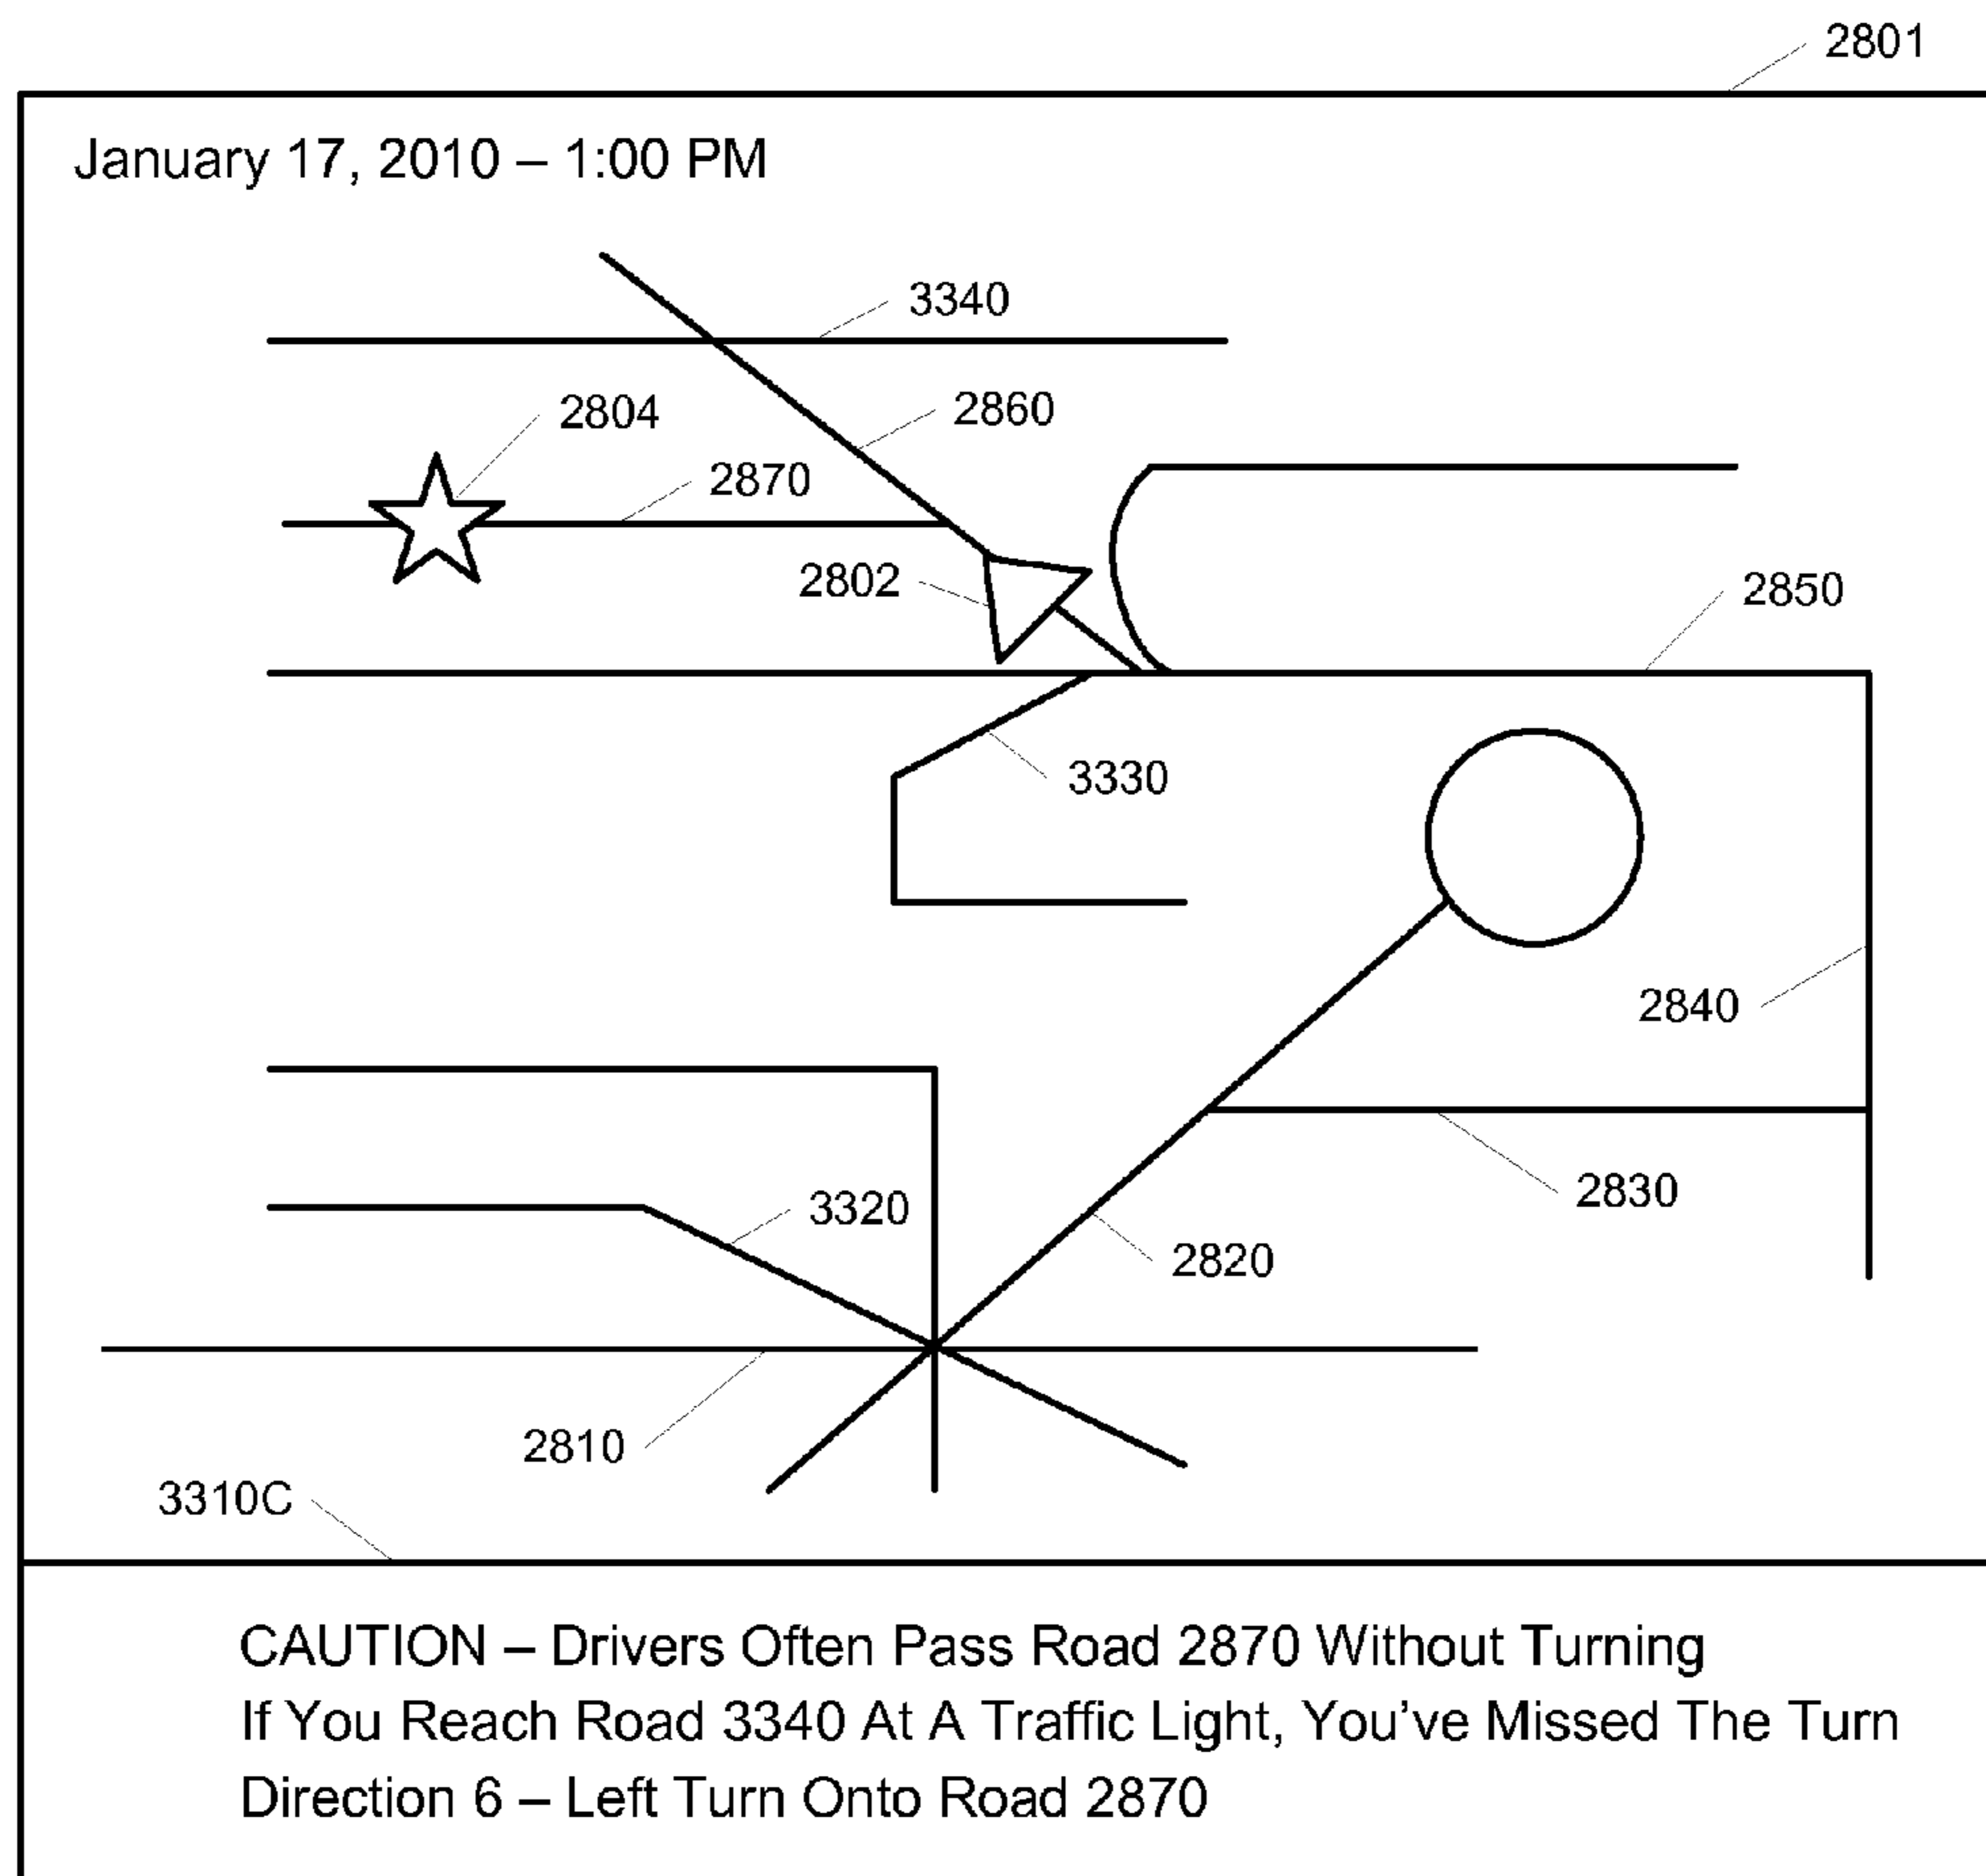 2801
January 17, 2010 – 1:00 PM
3340
2860
2804
2870
2802
2850
3330
2840
2830
3320
2820
2810
3310C
CAUTION – Drivers Often Pass Road 2870 Without Turning
If You Reach Road 3340 At A Traffic Light, You've Missed The Turn
Direction 6 – Left Turn Onto Road 2870